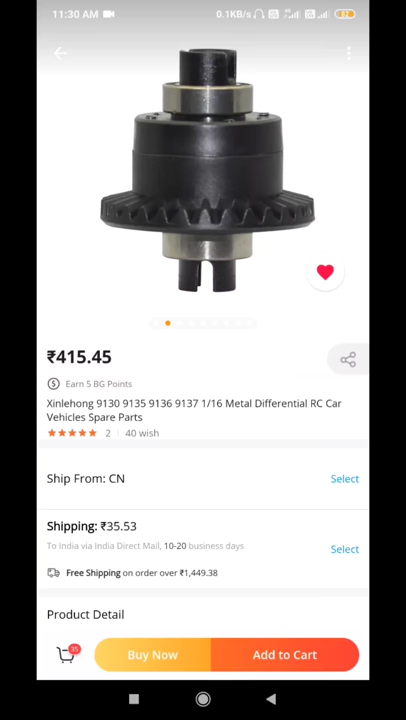 11:30 AM
0.1KB/s
82
₹415.45
Earn 5 BG Points
Xinlehong 9130 9135 9136 9137 1/16 Metal Differential RC Car
Vehicles Spare Parts
2 40 wish
Ship From: CN
Select
Shipping: ₹35.53
To India via India Direct Mail, 10-20 business days
Select
Free Shipping on order over ₹1,449.38
Product Detail
35
Buy Now
Add to Cart